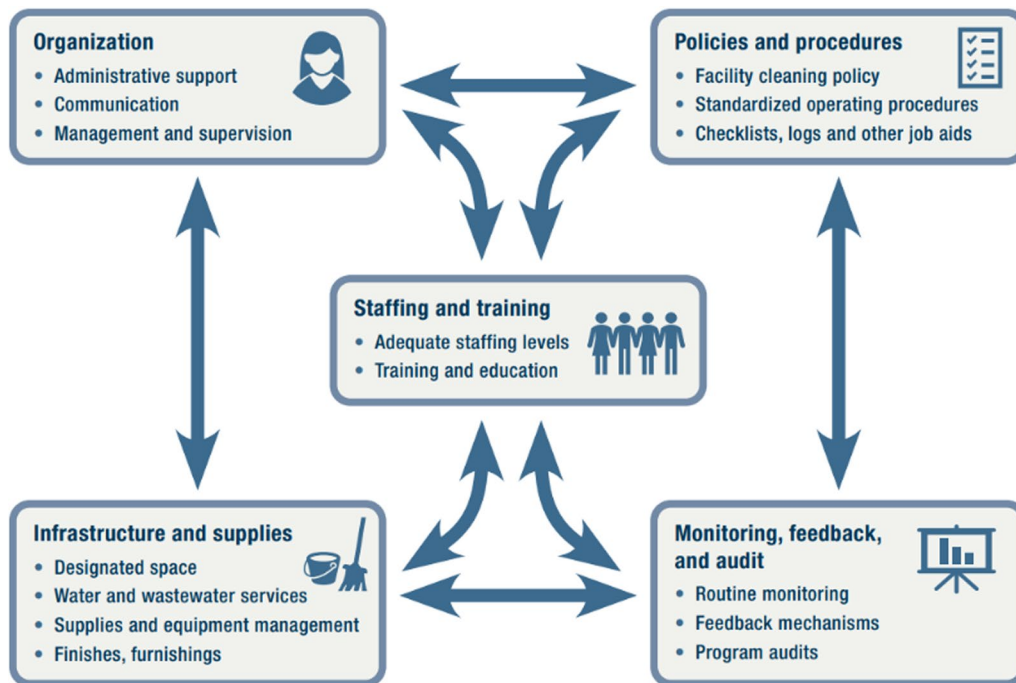 Organization
• Administrative support
• Communication
• Management and supervision
Policies and procedures
• Facility cleaning policy
• Standardized operating procedures
• Checklists, logs and other job aids
Staffing and training
• Adequate staffing levels
• Training and education
Infrastructure and supplies
• Designated space
• Water and wastewater services
• Supplies and equipment management
• Finishes, furnishings
Monitoring, feedback,
and audit
• Routine monitoring
• Feedback mechanisms
• Program audits